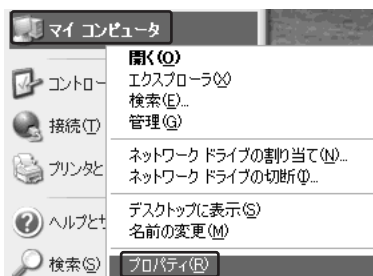 マイ コンピュータ
開く(O)
エクスプローラ(X)
検索(E)...
管理(G)
ネットワーク ドライブの割り当て(N)...
ネットワーク ドライブの切断(I)...
デスクトップに表示(S)
名前の変更(M)
プロパティ(R)
コントロー
接続(T)
プリンタと
ヘルプと
検索(S)